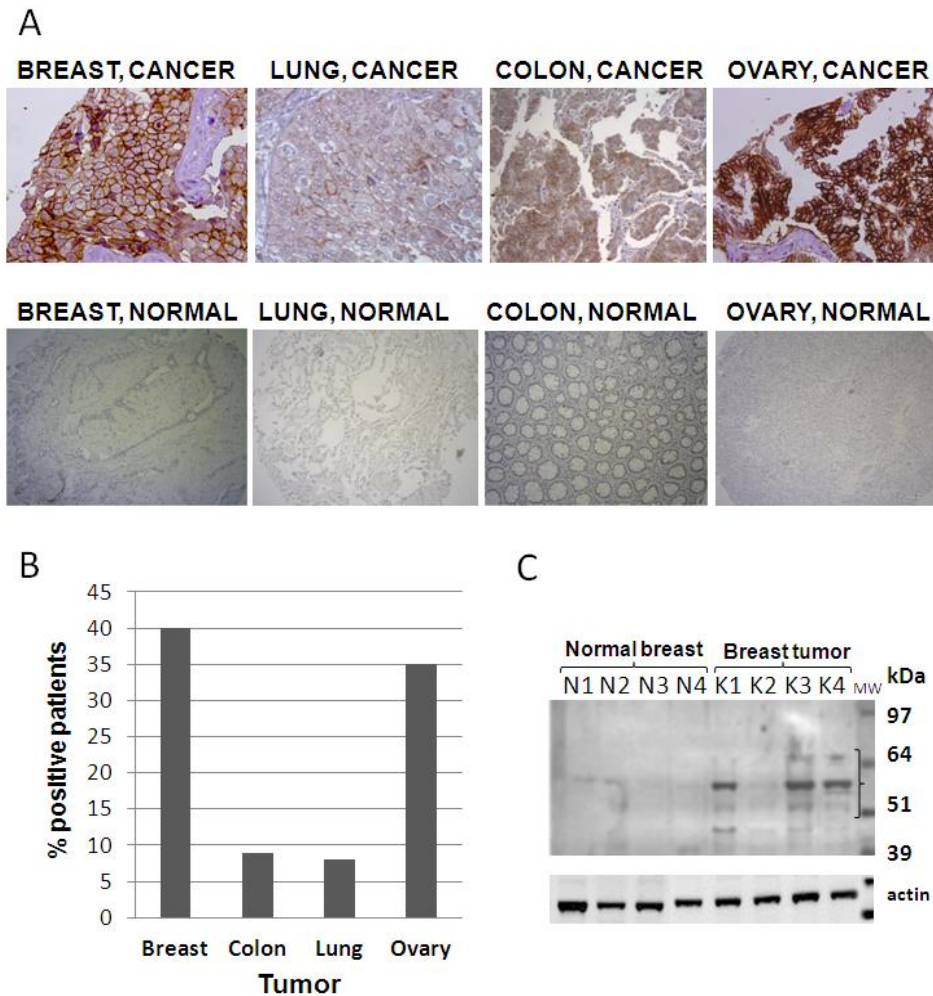 A
BREAST, CANCER
LUNG, CANCER
COLON, CANCER
OVARY, CANCER
BREAST, NORMAL
LUNG, NORMAL
COLON, NORMAL
OVARY, NORMAL
B
45
40
35
30
25
20
15
10
5
0
% positive patients
Breast Colon Lung Ovary
Tumor
C
Normal breast Breast tumor
N1 N2 N3 N4 K1 K2 K3 K4 MW kDa
97
64
51
39
actin